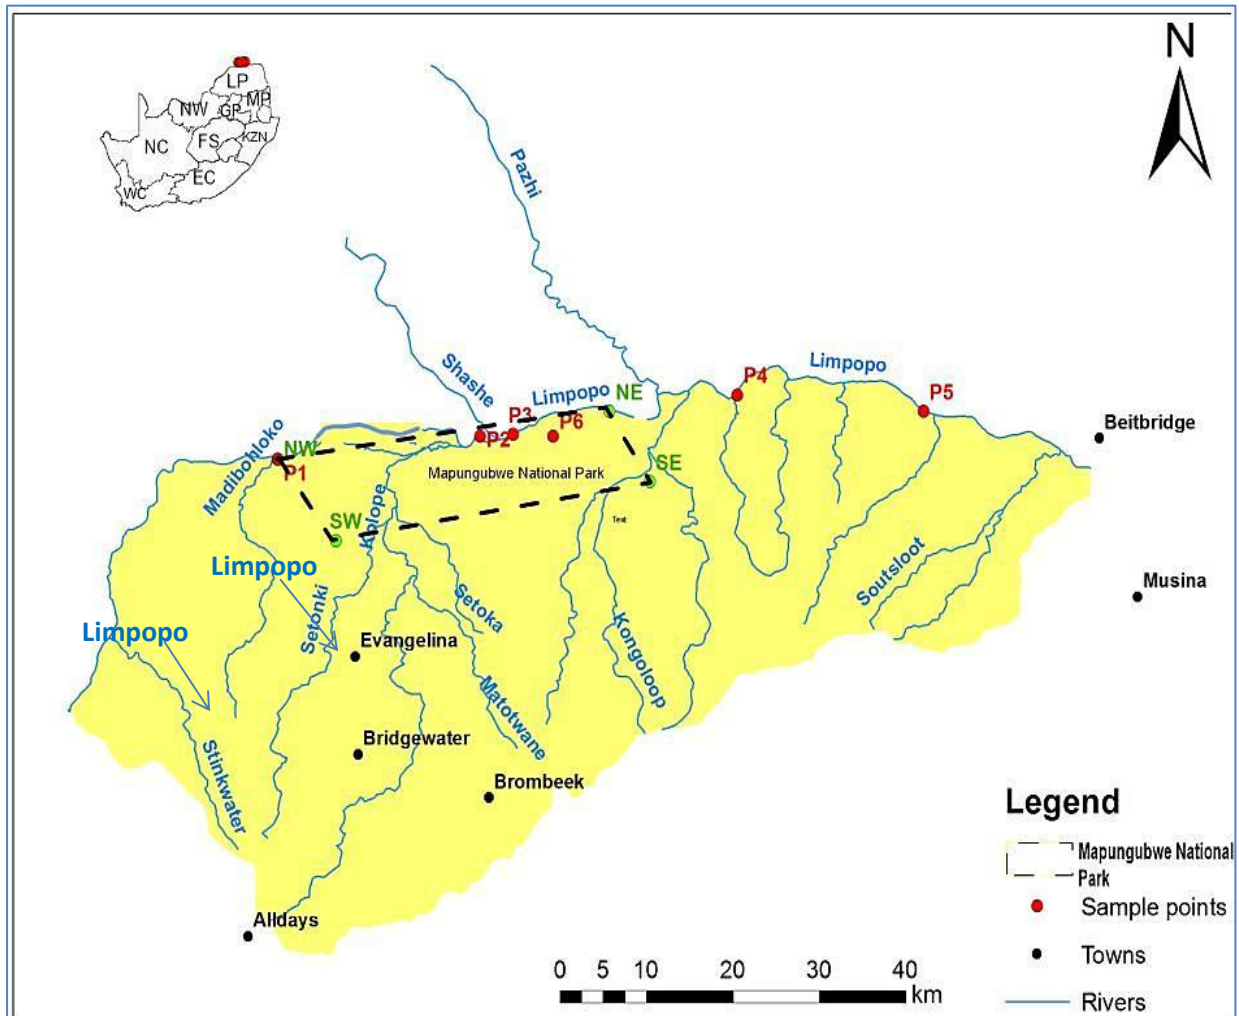 N
LP
NW
GP
MP
NC
FS
KZN
EC
WC
Pazhi
Shashe
Limpopo
NE
P4
Limpopo
P5
Beitbridge
P3
P6
P2
Madibohloko
NW
P1
Mapungubwe National Park
SE
SW
Kolope
Text
Limpopo
Soutsloot
Musina
Limpopo
Setonki
Evangelina
Setoka
Kongoloop
Matotwane
Bridgewater
Stinkwater
Brombeek
Alldays
Legend
Mapungubwe National
Park
Sample points
Towns
Rivers
0 5 10 20 30 40
km